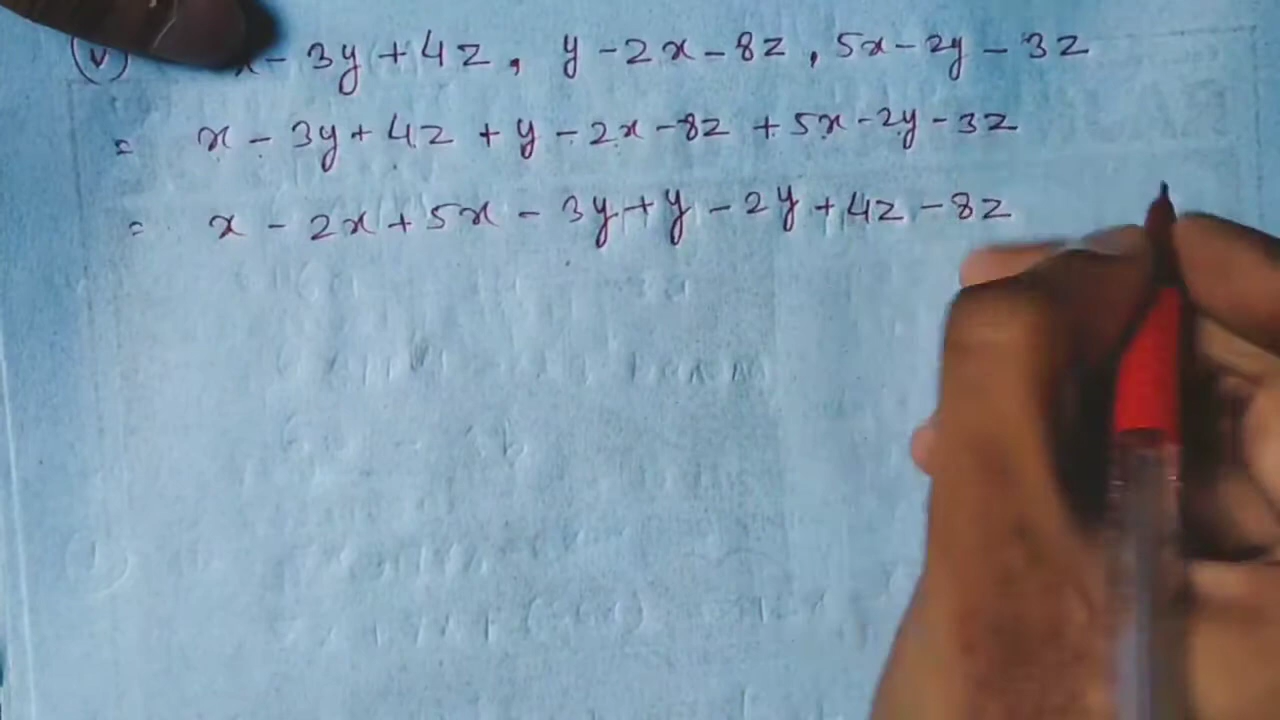 (v) x - 3y + 4z , y - 2x - 8z , 5x - 2y - 3z
= x - 3y + 4z + y - 2x - 8z + 5x - 2y - 3z
= x - 2x + 5x - 3y + y - 2y + 4z - 8z